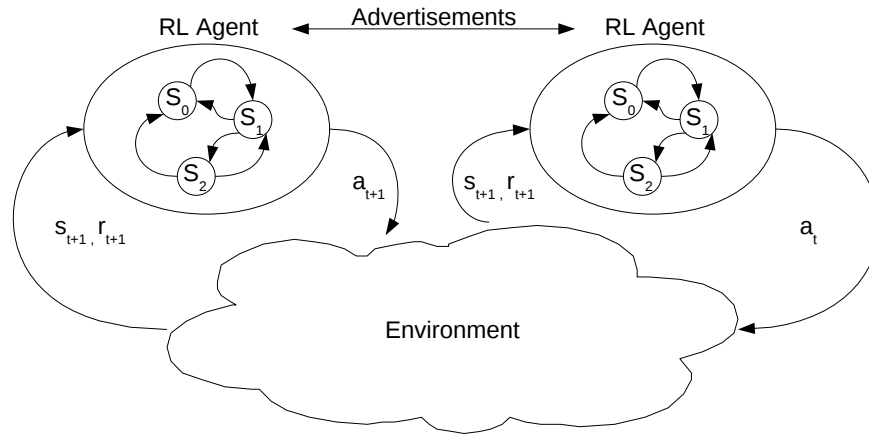 Advertisements
RL Agent
RL Agent
S0
S1
S2
S0
S1
S2
at+1
st+1 , rt+1
st+1 , rt+1
at
Environment